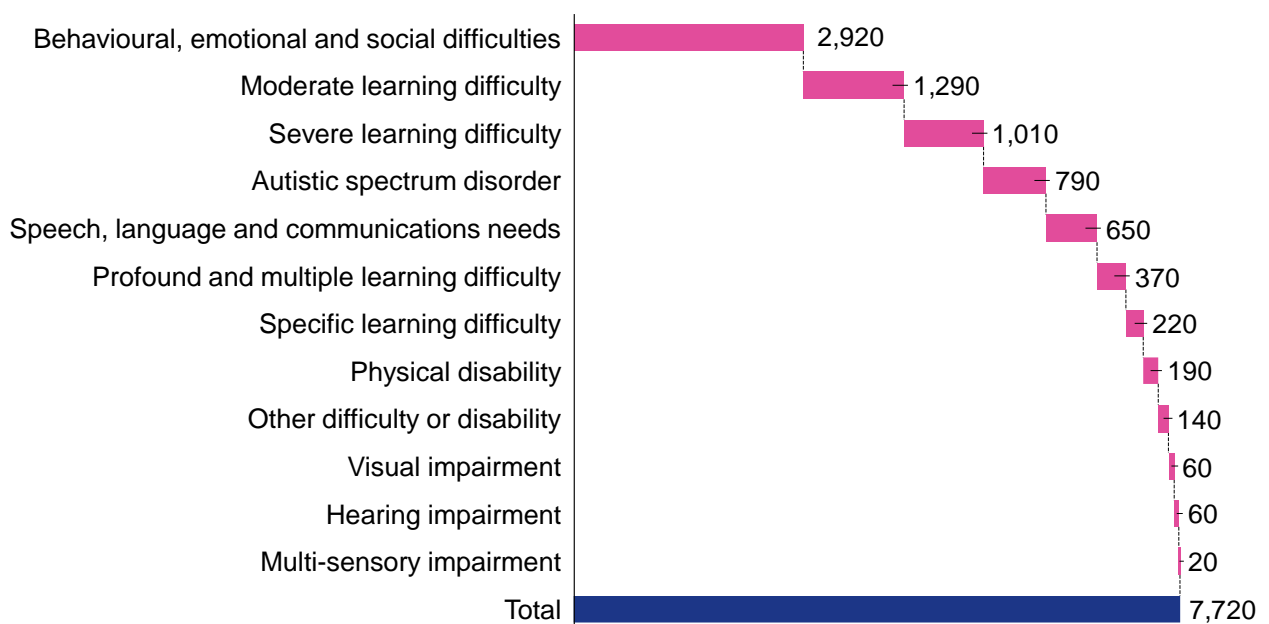 Behavioural, emotional and social difficulties 2,920
Moderate learning difficulty 1,290
Severe learning difficulty 1,010
Autistic spectrum disorder 790
Speech, language and communications needs 650
Profound and multiple learning difficulty 370
Specific learning difficulty 220
Physical disability 190
Other difficulty or disability 140
Visual impairment 60
Hearing impairment 60
Multi-sensory impairment 20
Total 7,720